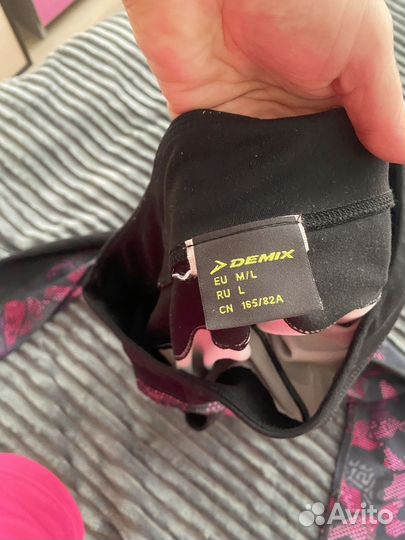 DEMIX
EU M/L
RU L
CN 165/82A
Avito